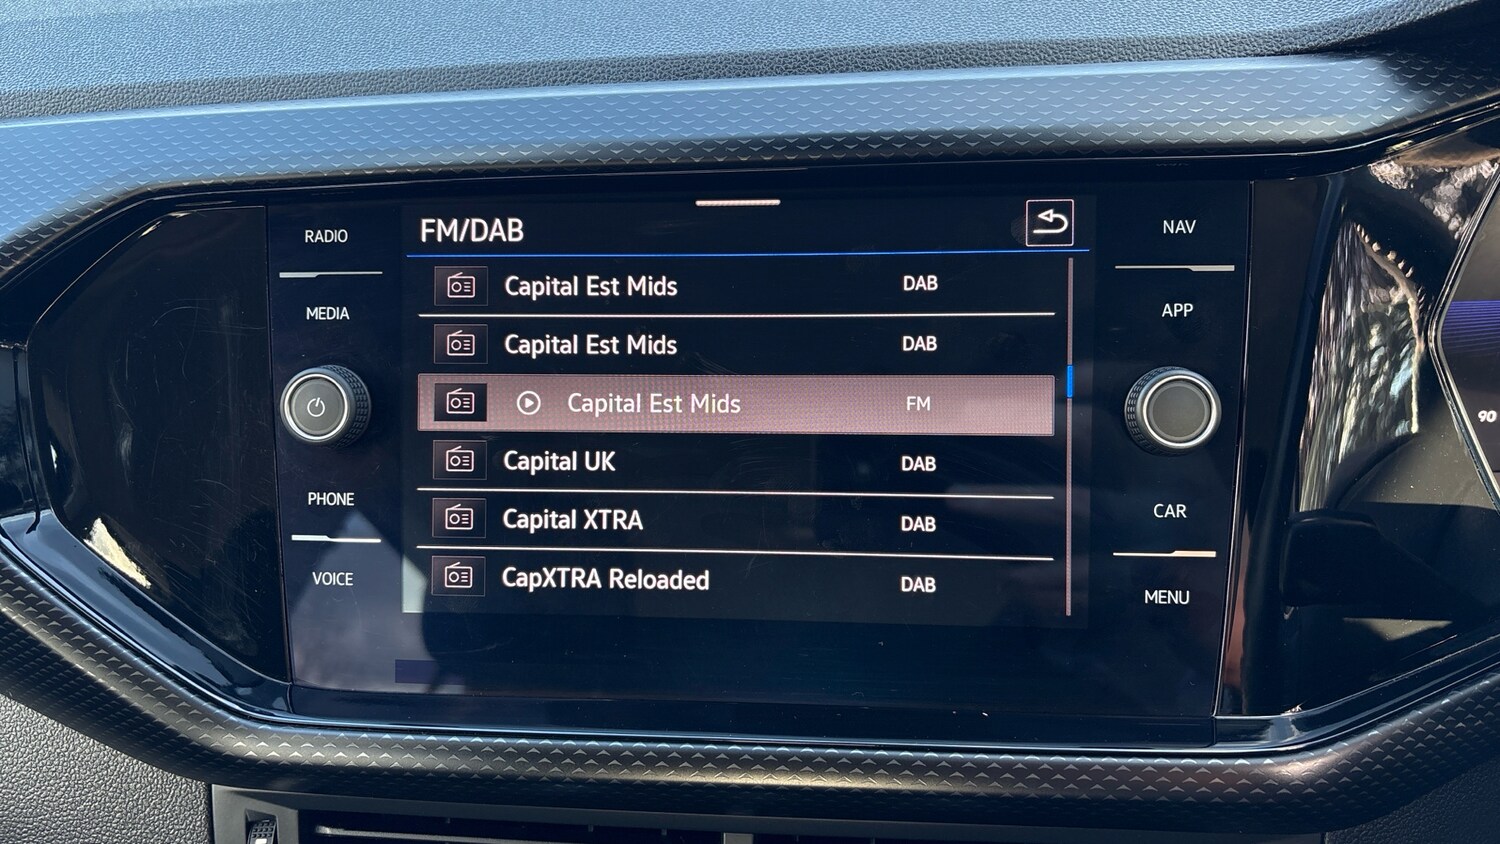 FM/DAB
RADIO
MEDIA
PHONE
VOICE
Capital Est Mids DAB
Capital Est Mids DAB
Capital Est Mids FM
Capital UK DAB
Capital XTRA DAB
CapXTRA Reloaded DAB
NAV
APP
CAR
MENU
90